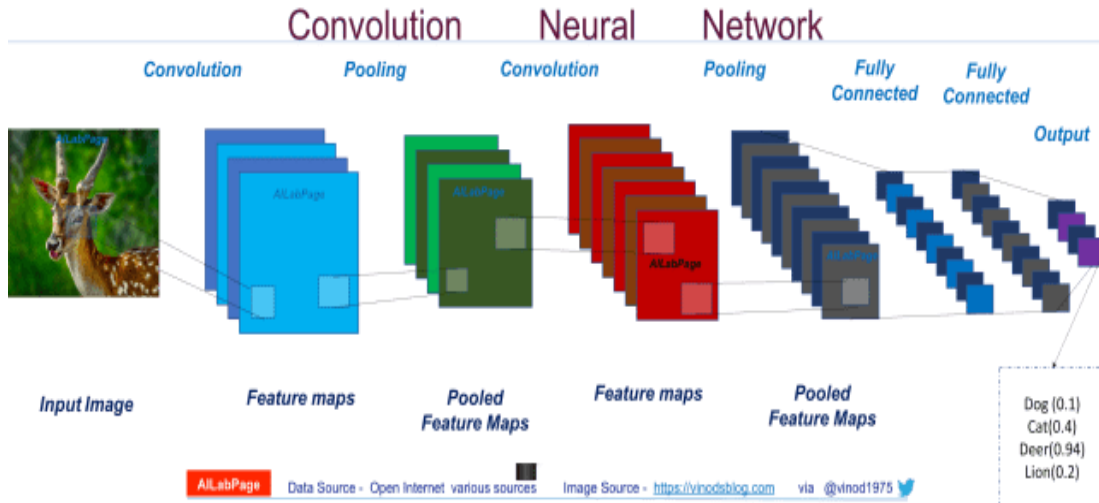 Convolution Neural Network
Convolution Pooling Convolution Pooling Fully Connected Fully Connected Output
AILabPage
AILabPage
AILabPage
AILabPage
AILabPage
Input Image
Feature maps
Pooled Feature Maps
Feature maps
Pooled Feature Maps
Dog (0.1)
Cat(0.4)
Deer(0.94)
Lion(0.2)
AILabPage Data Source - Open Internet various sources Image Source - https://vinodsblog.com via @vinod1975